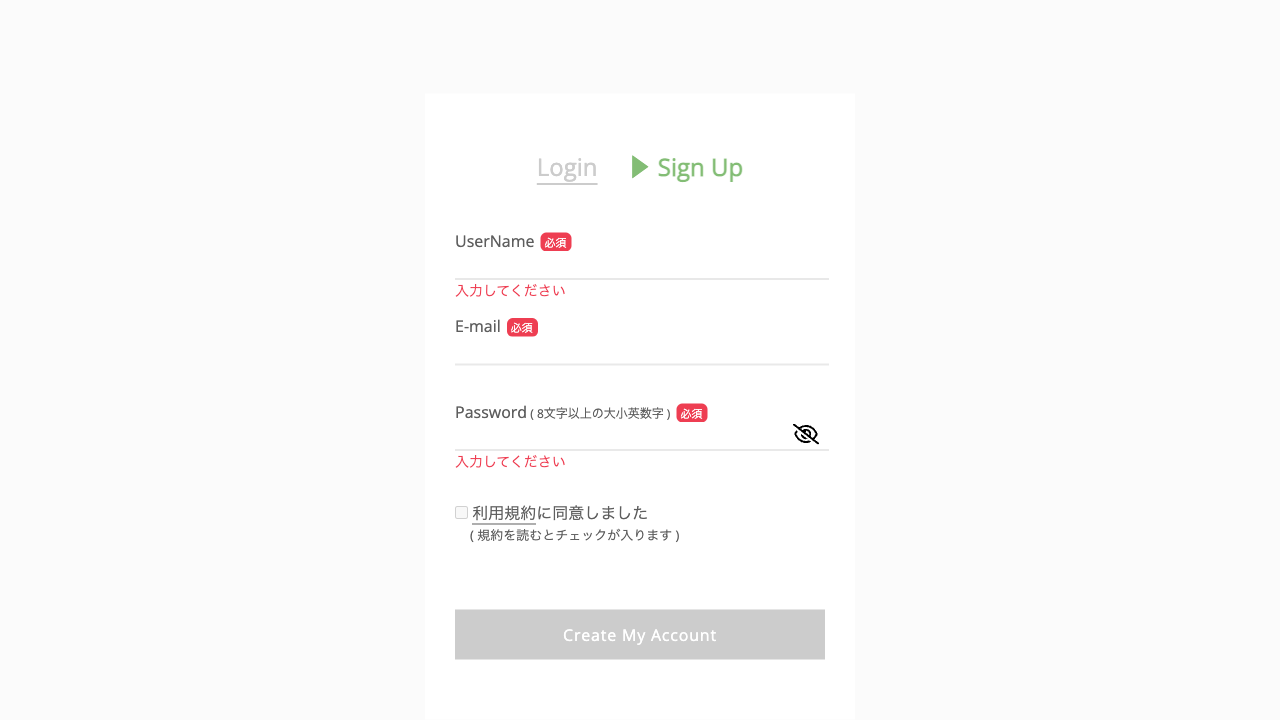 Login Sign Up
UserName 必須
入力してください
E-mail 必須
Password ( 8文字以上の大小英数字 ) 必須
入力してください
利用規約に同意しました
( 規約を読むとチェックが入ります )
Create My Account